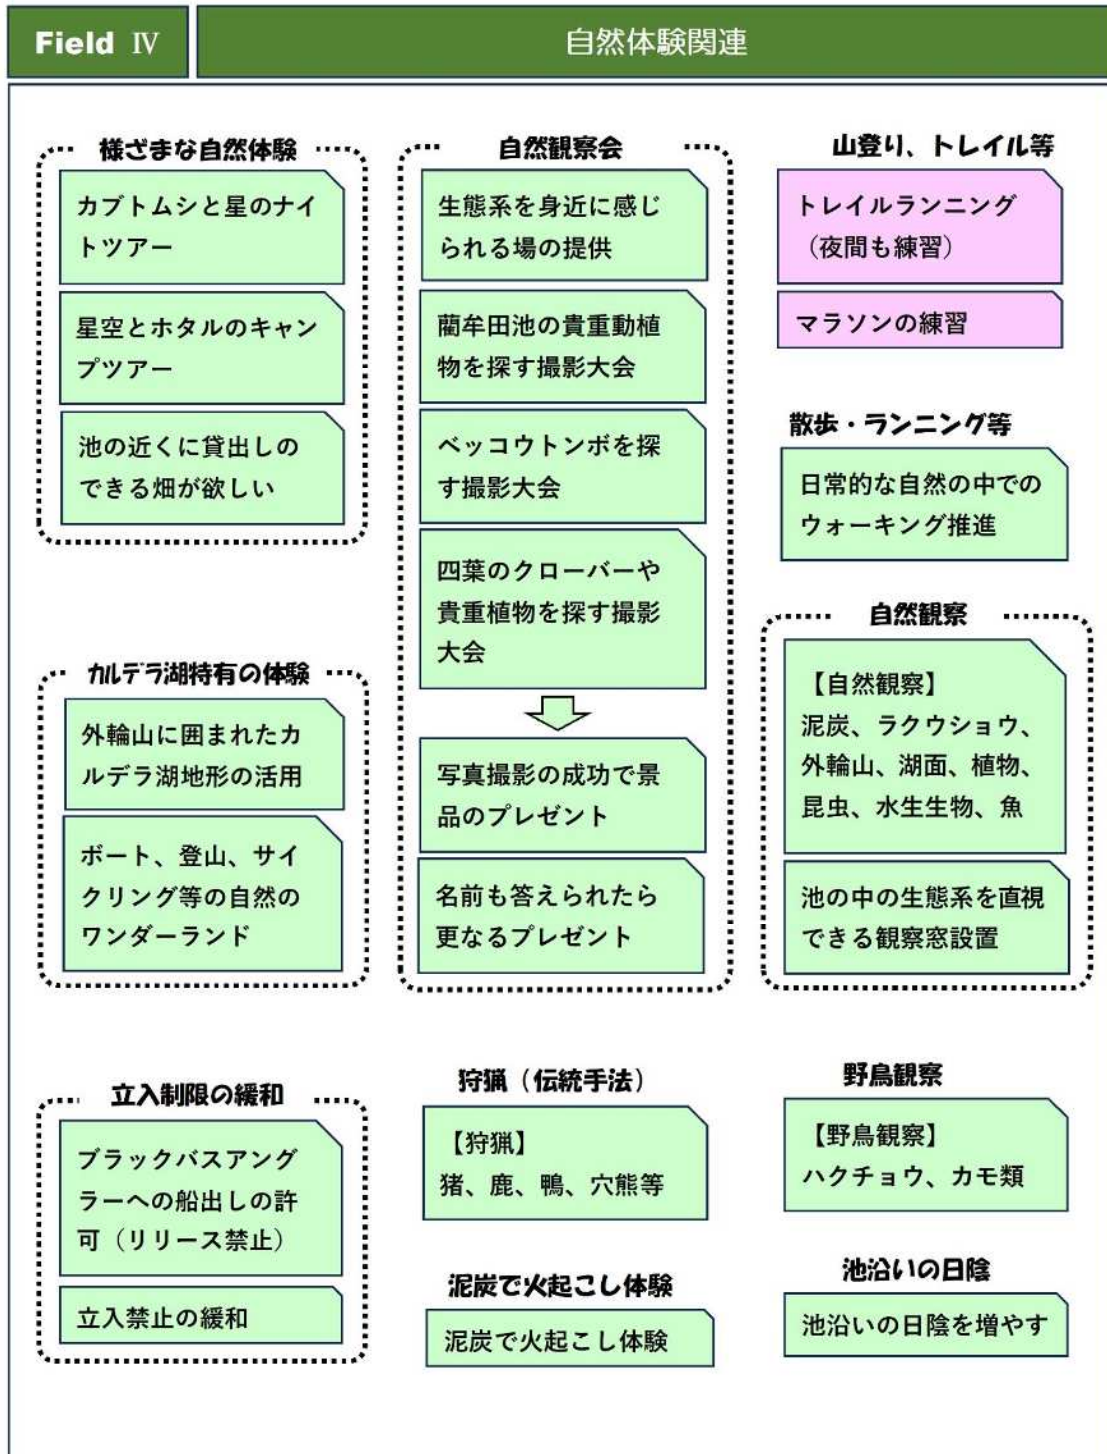 Field Ⅳ
自然体験関連
様ざまな自然体験
カブトムシと星のナイ
トツアー
星空とホタルのキャン
プツアー
池の近くに貸出しの
できる畑が欲しい
カルデラ湖特有の体験
外輪山に囲まれたカ
ルデラ湖地形の活用
ボート、登山、サイ
クリング等の自然の
ワンダーランド
立入制限の緩和
ブラックバスアング
ラーへの船出しの許
可（リリース禁止）
立入禁止の緩和
自然観察会
生態系を身近に感じ
られる場の提供
藺牟田池の貴重動植
物を探す撮影大会
ベッコウトンボを探
す撮影大会
四葉のクローバーや
貴重植物を探す撮影
大会
写真撮影の成功で景
品のプレゼント
名前も答えられたら
更なるプレゼント
狩猟（伝統手法）
【狩猟】
猪、鹿、鴨、穴熊等
泥炭で火起こし体験
泥炭で火起こし体験
山登り、トレイル等
トレイルランニング
（夜間も練習）
マラソンの練習
散歩・ランニング等
日常的な自然の中での
ウォーキング推進
自然観察
【自然観察】
泥炭、ラクウショウ、
外輪山、湖面、植物、
昆虫、水生生物、魚
池の中の生態系を直視
できる観察窓設置
野鳥観察
【野鳥観察】
ハクチョウ、カモ類
池沿いの日陰
池沿いの日陰を増やす